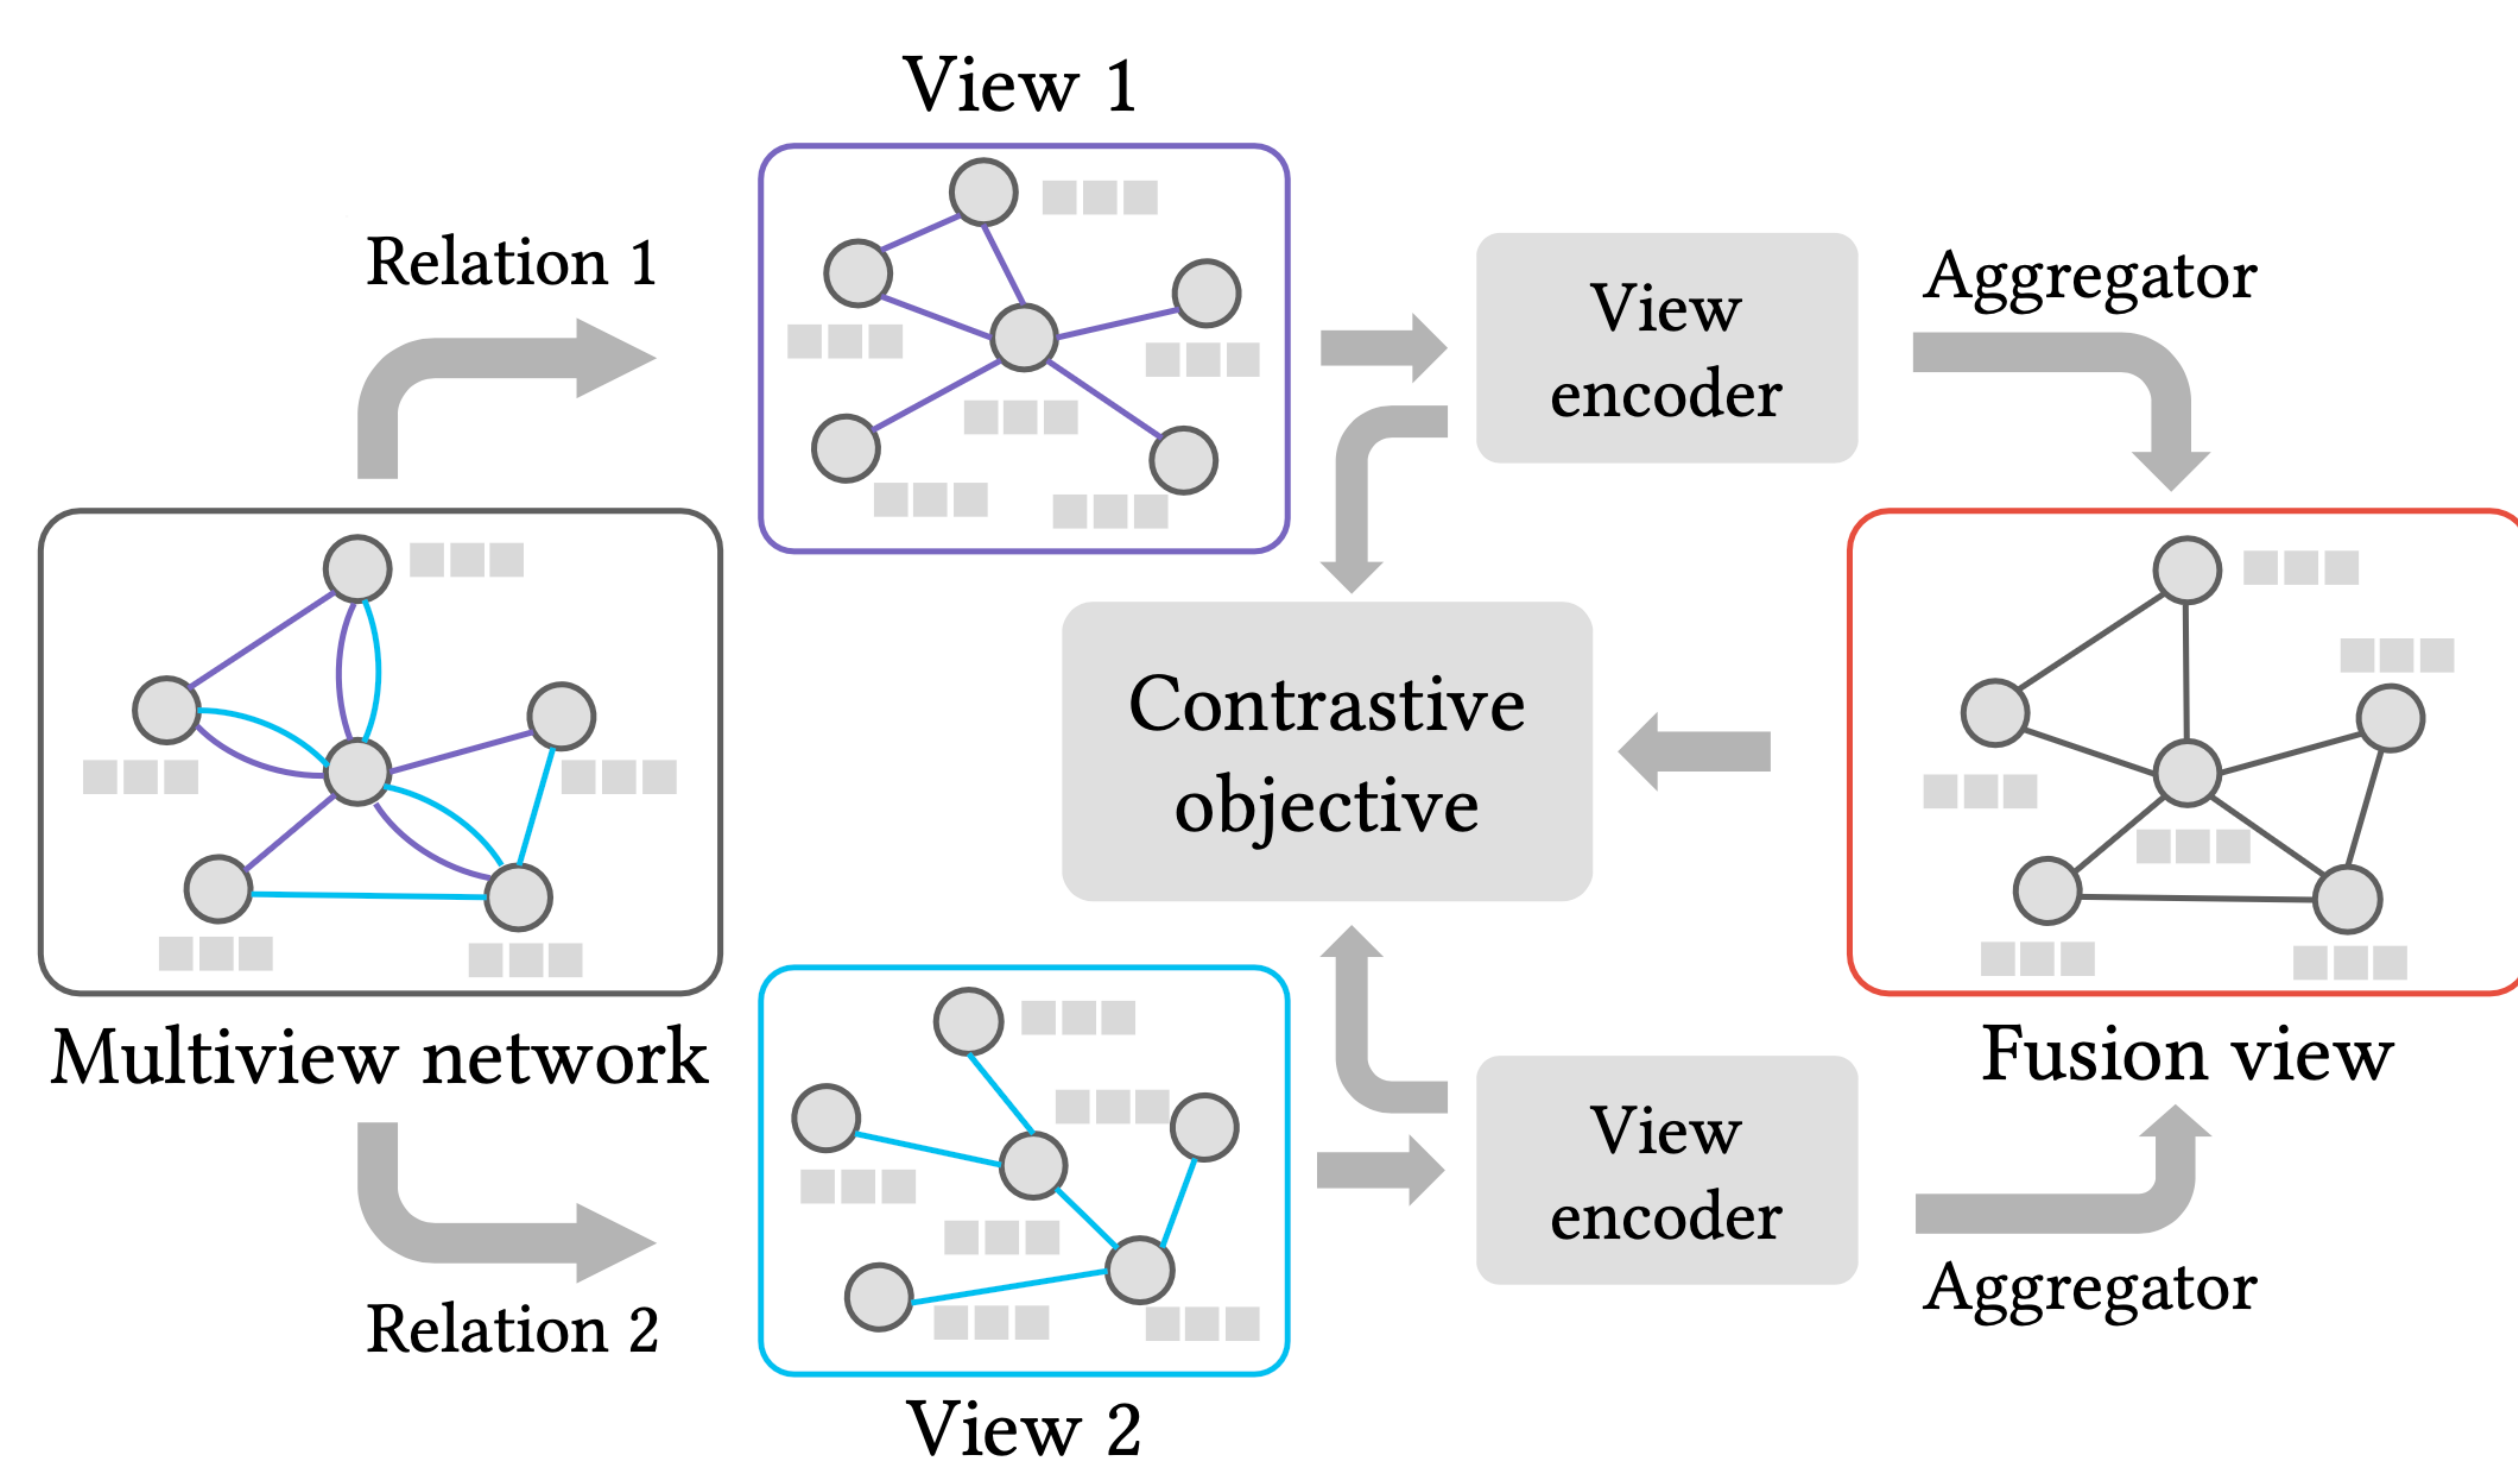 View 1
Relation 1
View
encoder
Aggregator
Contrastive
objective
Multiview network
Fusion view
View
encoder
Relation 2
Aggregator
View 2